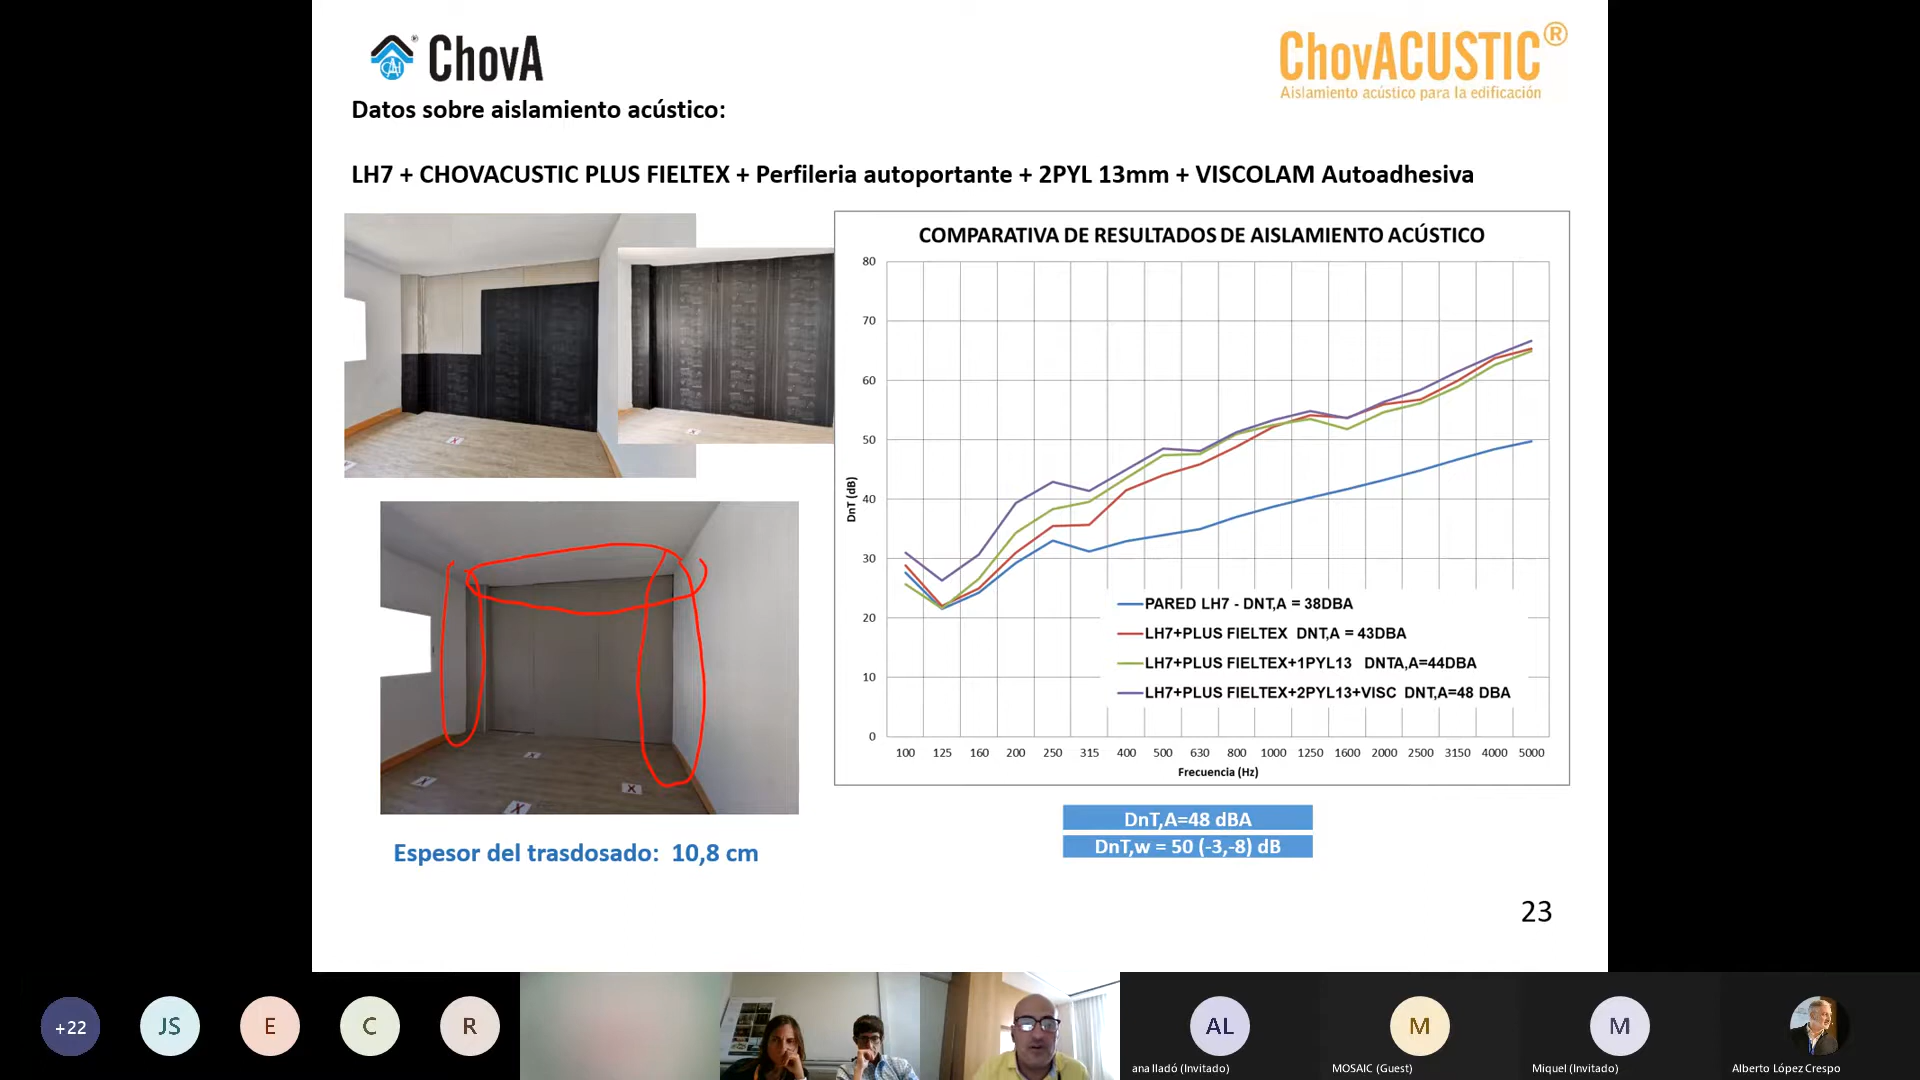 ChovA
ChovACUSTIC®
Aislamiento acústico para la edificación
Datos sobre aislamiento acústico:
LH7 + CHOVACUSTIC PLUS FIELTEX + Perfileria autoportante + 2PYL 13mm + VISCOLAM Autoadhesiva
COMPARATIVA DE RESULTADOS DE AISLAMIENTO ACÚSTICO
80
70
60
50
40
30
20
10
0
DnT (dB)
PARED LH7 - DNT,A = 38DBA
LH7+PLUS FIELTEX DNT,A = 43DBA
LH7+PLUS FIELTEX+1PYL13 DNTA,A=44DBA
LH7+PLUS FIELTEX+2PYL13+VISC DNT,A=48 DBA
100 125 160 200 250 315 400 500 630 800 1000 1250 1600 2000 2500 3150 4000 5000
Frecuencia (Hz)
DnT,A=48 dBA
DnT,w = 50 (-3,-8) dB
Espesor del trasdosado: 10,8 cm
23
+22
JS
E
C
R
AL
M
M
ana lladó (Invitado)
MOSAIC (Guest)
Miquel (Invitado)
Alberto López Crespo